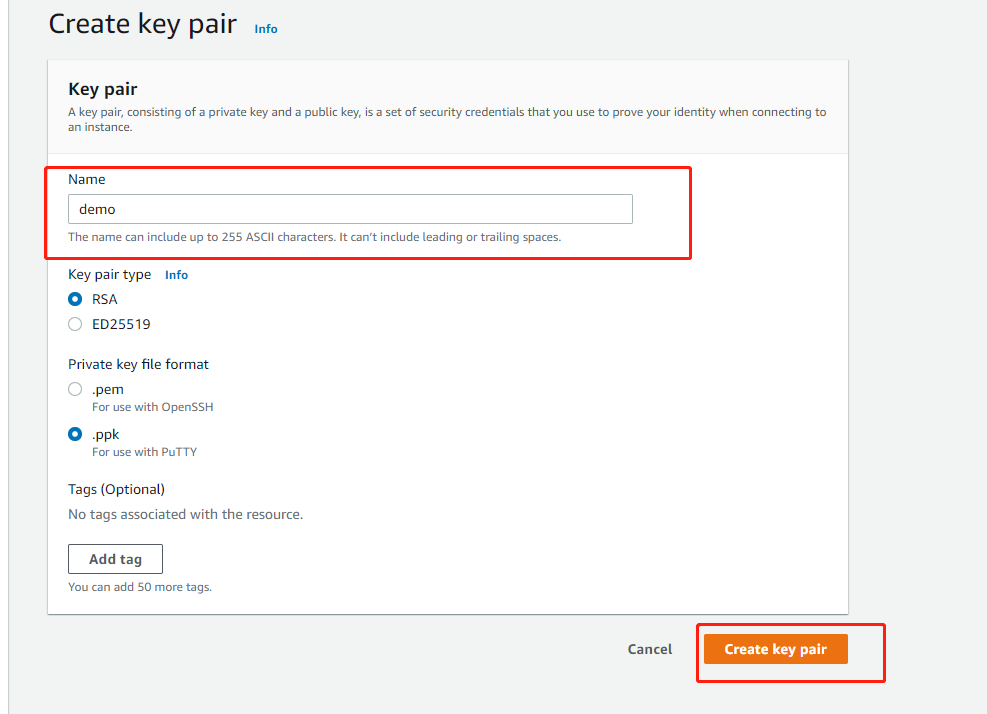 Create key pair Info
Key pair
A key pair, consisting of a private key and a public key, is a set of security credentials that you use to prove your identity when connecting to
an instance.
Name
demo
The name can include up to 255 ASCII characters. It can't include leading or trailing spaces.
Key pair type Info
RSA
ED25519
Private key file format
.pem
For use with OpenSSH
.ppk
For use with PuTTY
Tags (Optional)
No tags associated with the resource.
Add tag
You can add 50 more tags.
Cancel Create key pair